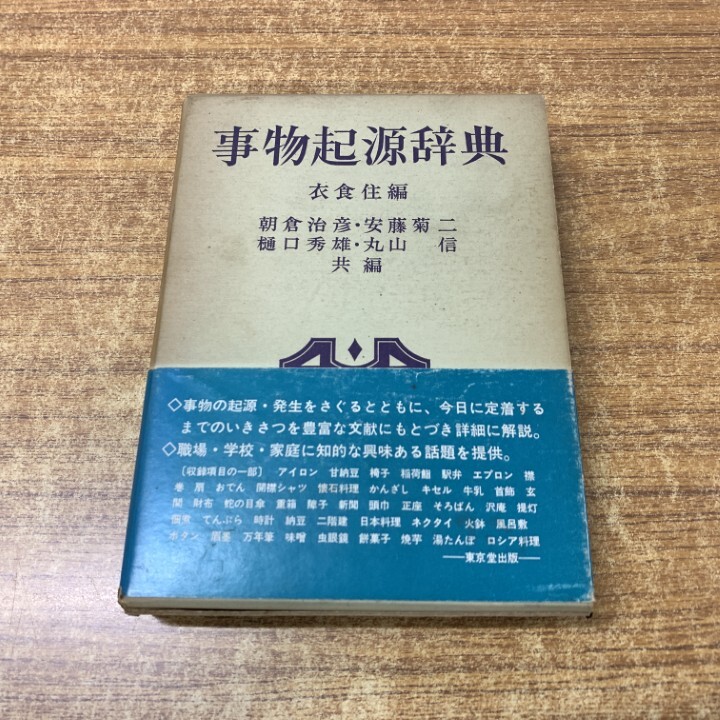 事物起源辞典
衣食住編
朝倉治彦・安藤菊二
樋口秀雄・丸山 信
共編
◇事物の起源・発生をさぐるとともに、今日に定着する
までのいきさつを豊富な文献にもとづき詳細に解説。
◇職場・学校・家庭に知的な興味ある話題を提供。
〔収録項目の一部〕 アイロン 甘納豆 椅子 稲荷鮨 駅弁 エプロン 襟
巻 扇 おでん 開襟シャツ 懐石料理 かんざし キセル 牛乳 首飾 玄
関 財布 蛇の目傘 重箱 障子 新聞 頭巾 正座 そろばん 沢庵 提灯
てんぷら 時計 納豆 二階建 日本料理 ネクタイ 火鉢 風呂敷
ボタン 万年筆 味噌 虫眼鏡 餅菓子 焼芋 湯たんぽ ロシア料理
──東京堂出版──